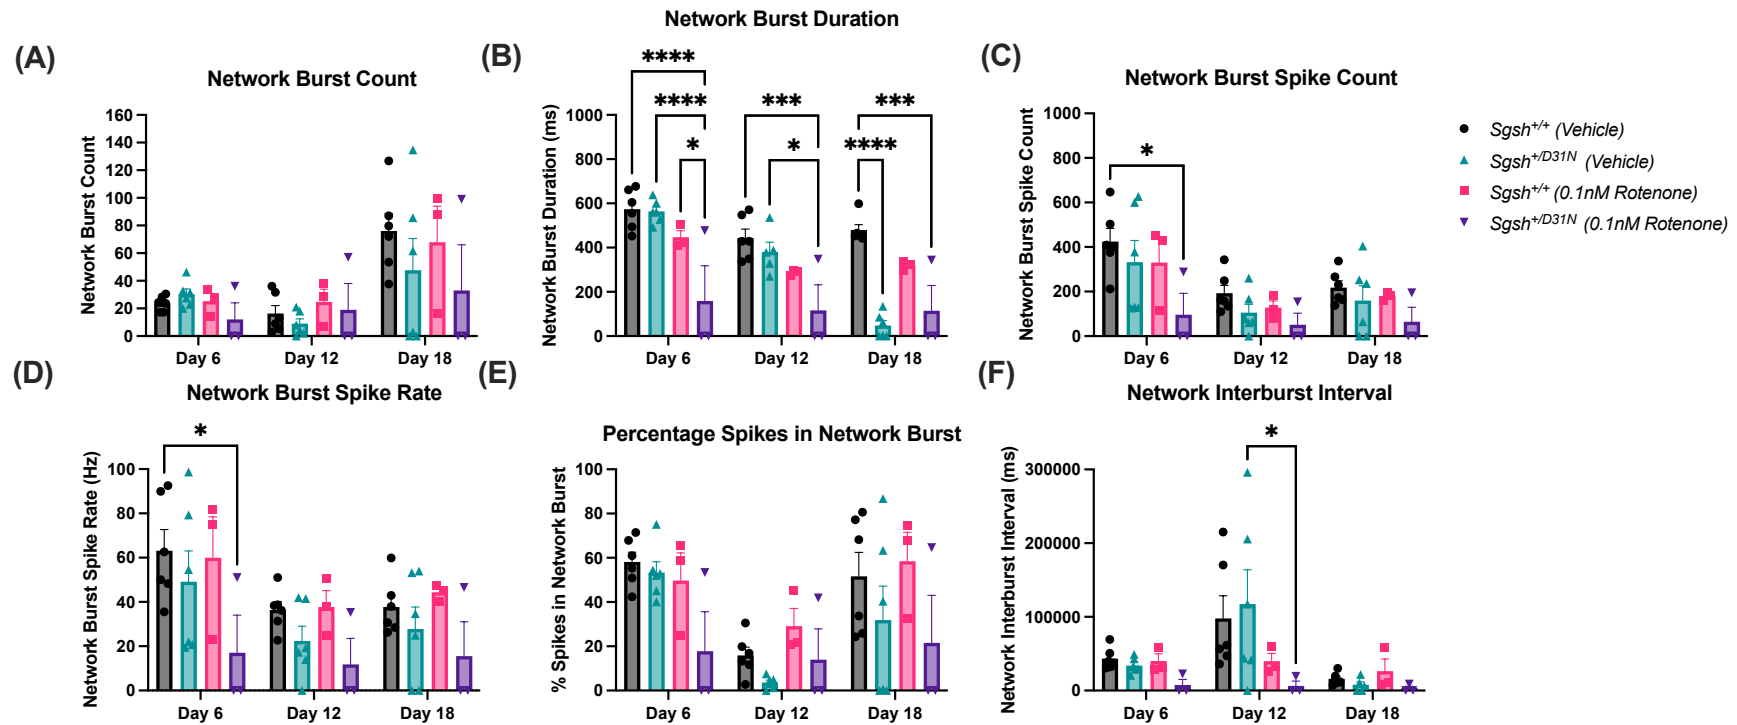 Network Burst Duration
(A)
Network Burst Count
Network Burst Count
160
140
120
100
80
60
40
20
0
Day 6
Day 12
Day 18
(B)
Network Burst Duration (ms)
1000
800
600
400
200
0
****
****
*
***
*
***
****
Day 6
Day 12
Day 18
(C)
Network Burst Spike Count
Network Burst Spike Count
1000
800
600
400
200
0
*
Day 6
Day 12
Day 18
Sgsh+/+ (Vehicle)
Sgsh+/D31N (Vehicle)
Sgsh+/+ (0.1nM Rotenone)
Sgsh+/D31N (0.1nM Rotenone)
(D)
Network Burst Spike Rate
Network Burst Spike Rate (Hz)
100
80
60
40
20
0
*
Day 6
Day 12
Day 18
(E)
Percentage Spikes in Network Burst
% Spikes in Network Burst
100
80
60
40
20
0
Day 6
Day 12
Day 18
(F)
Network Interburst Interval
Network Interburst Interval (ms)
300000
200000
100000
0
*
Day 6
Day 12
Day 18